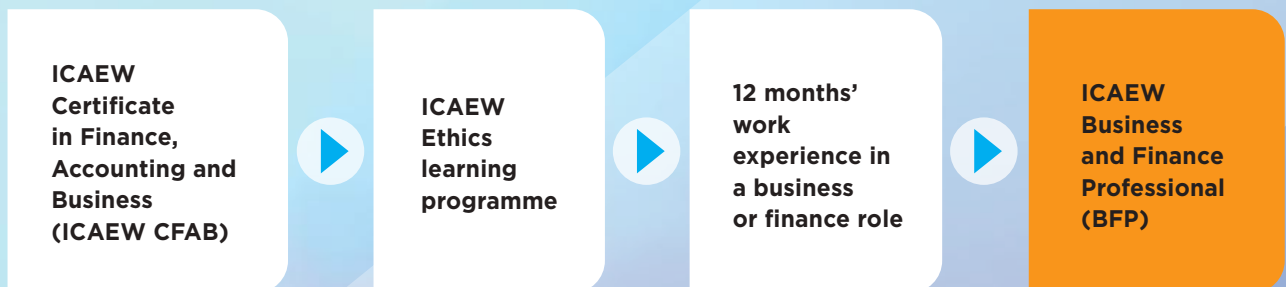 ICAEW
Certificate
in Finance,
Accounting and
Business
(ICAEW CFAB)
ICAEW
Ethics
learning
programme
12 months’
work
experience in
a business
or finance role
ICAEW
Business
and Finance
Professional
(BFP)